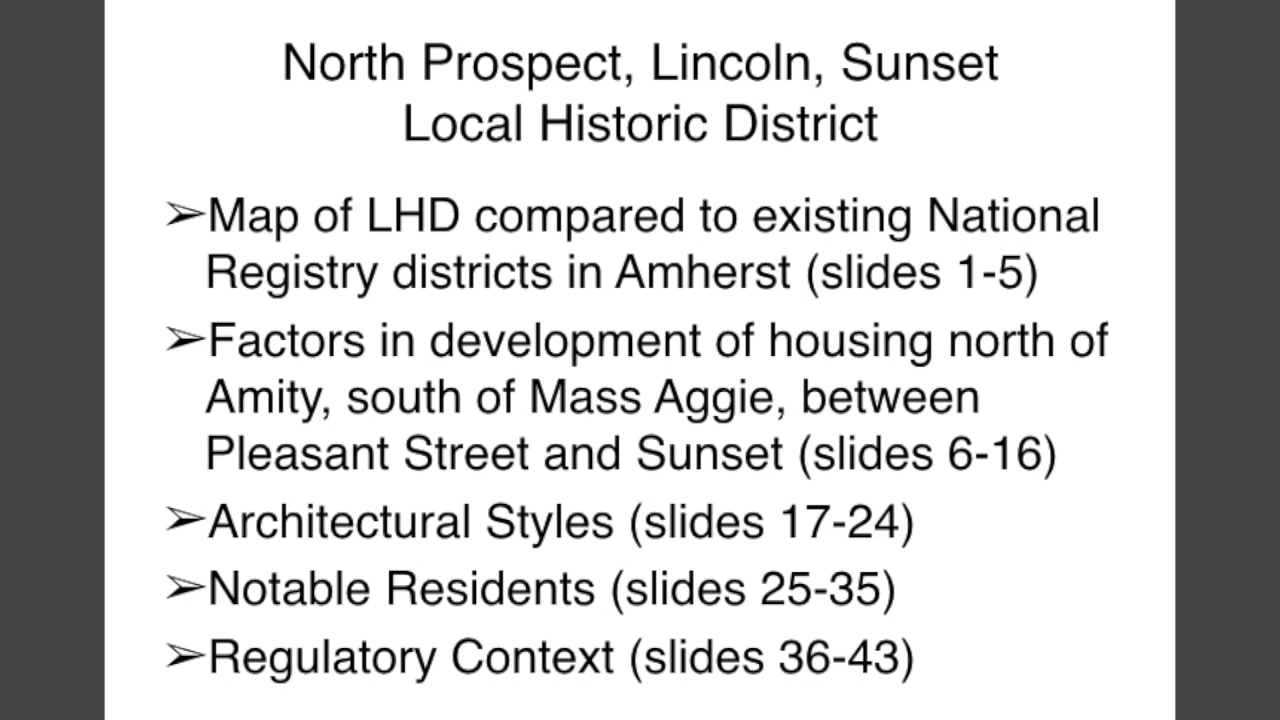 North Prospect, Lincoln, Sunset
Local Historic District
➢Map of LHD compared to existing National
Registry districts in Amherst (slides 1-5)
➢Factors in development of housing north of
Amity, south of Mass Aggie, between
Pleasant Street and Sunset (slides 6-16)
➢Architectural Styles (slides 17-24)
➢Notable Residents (slides 25-35)
➢Regulatory Context (slides 36-43)